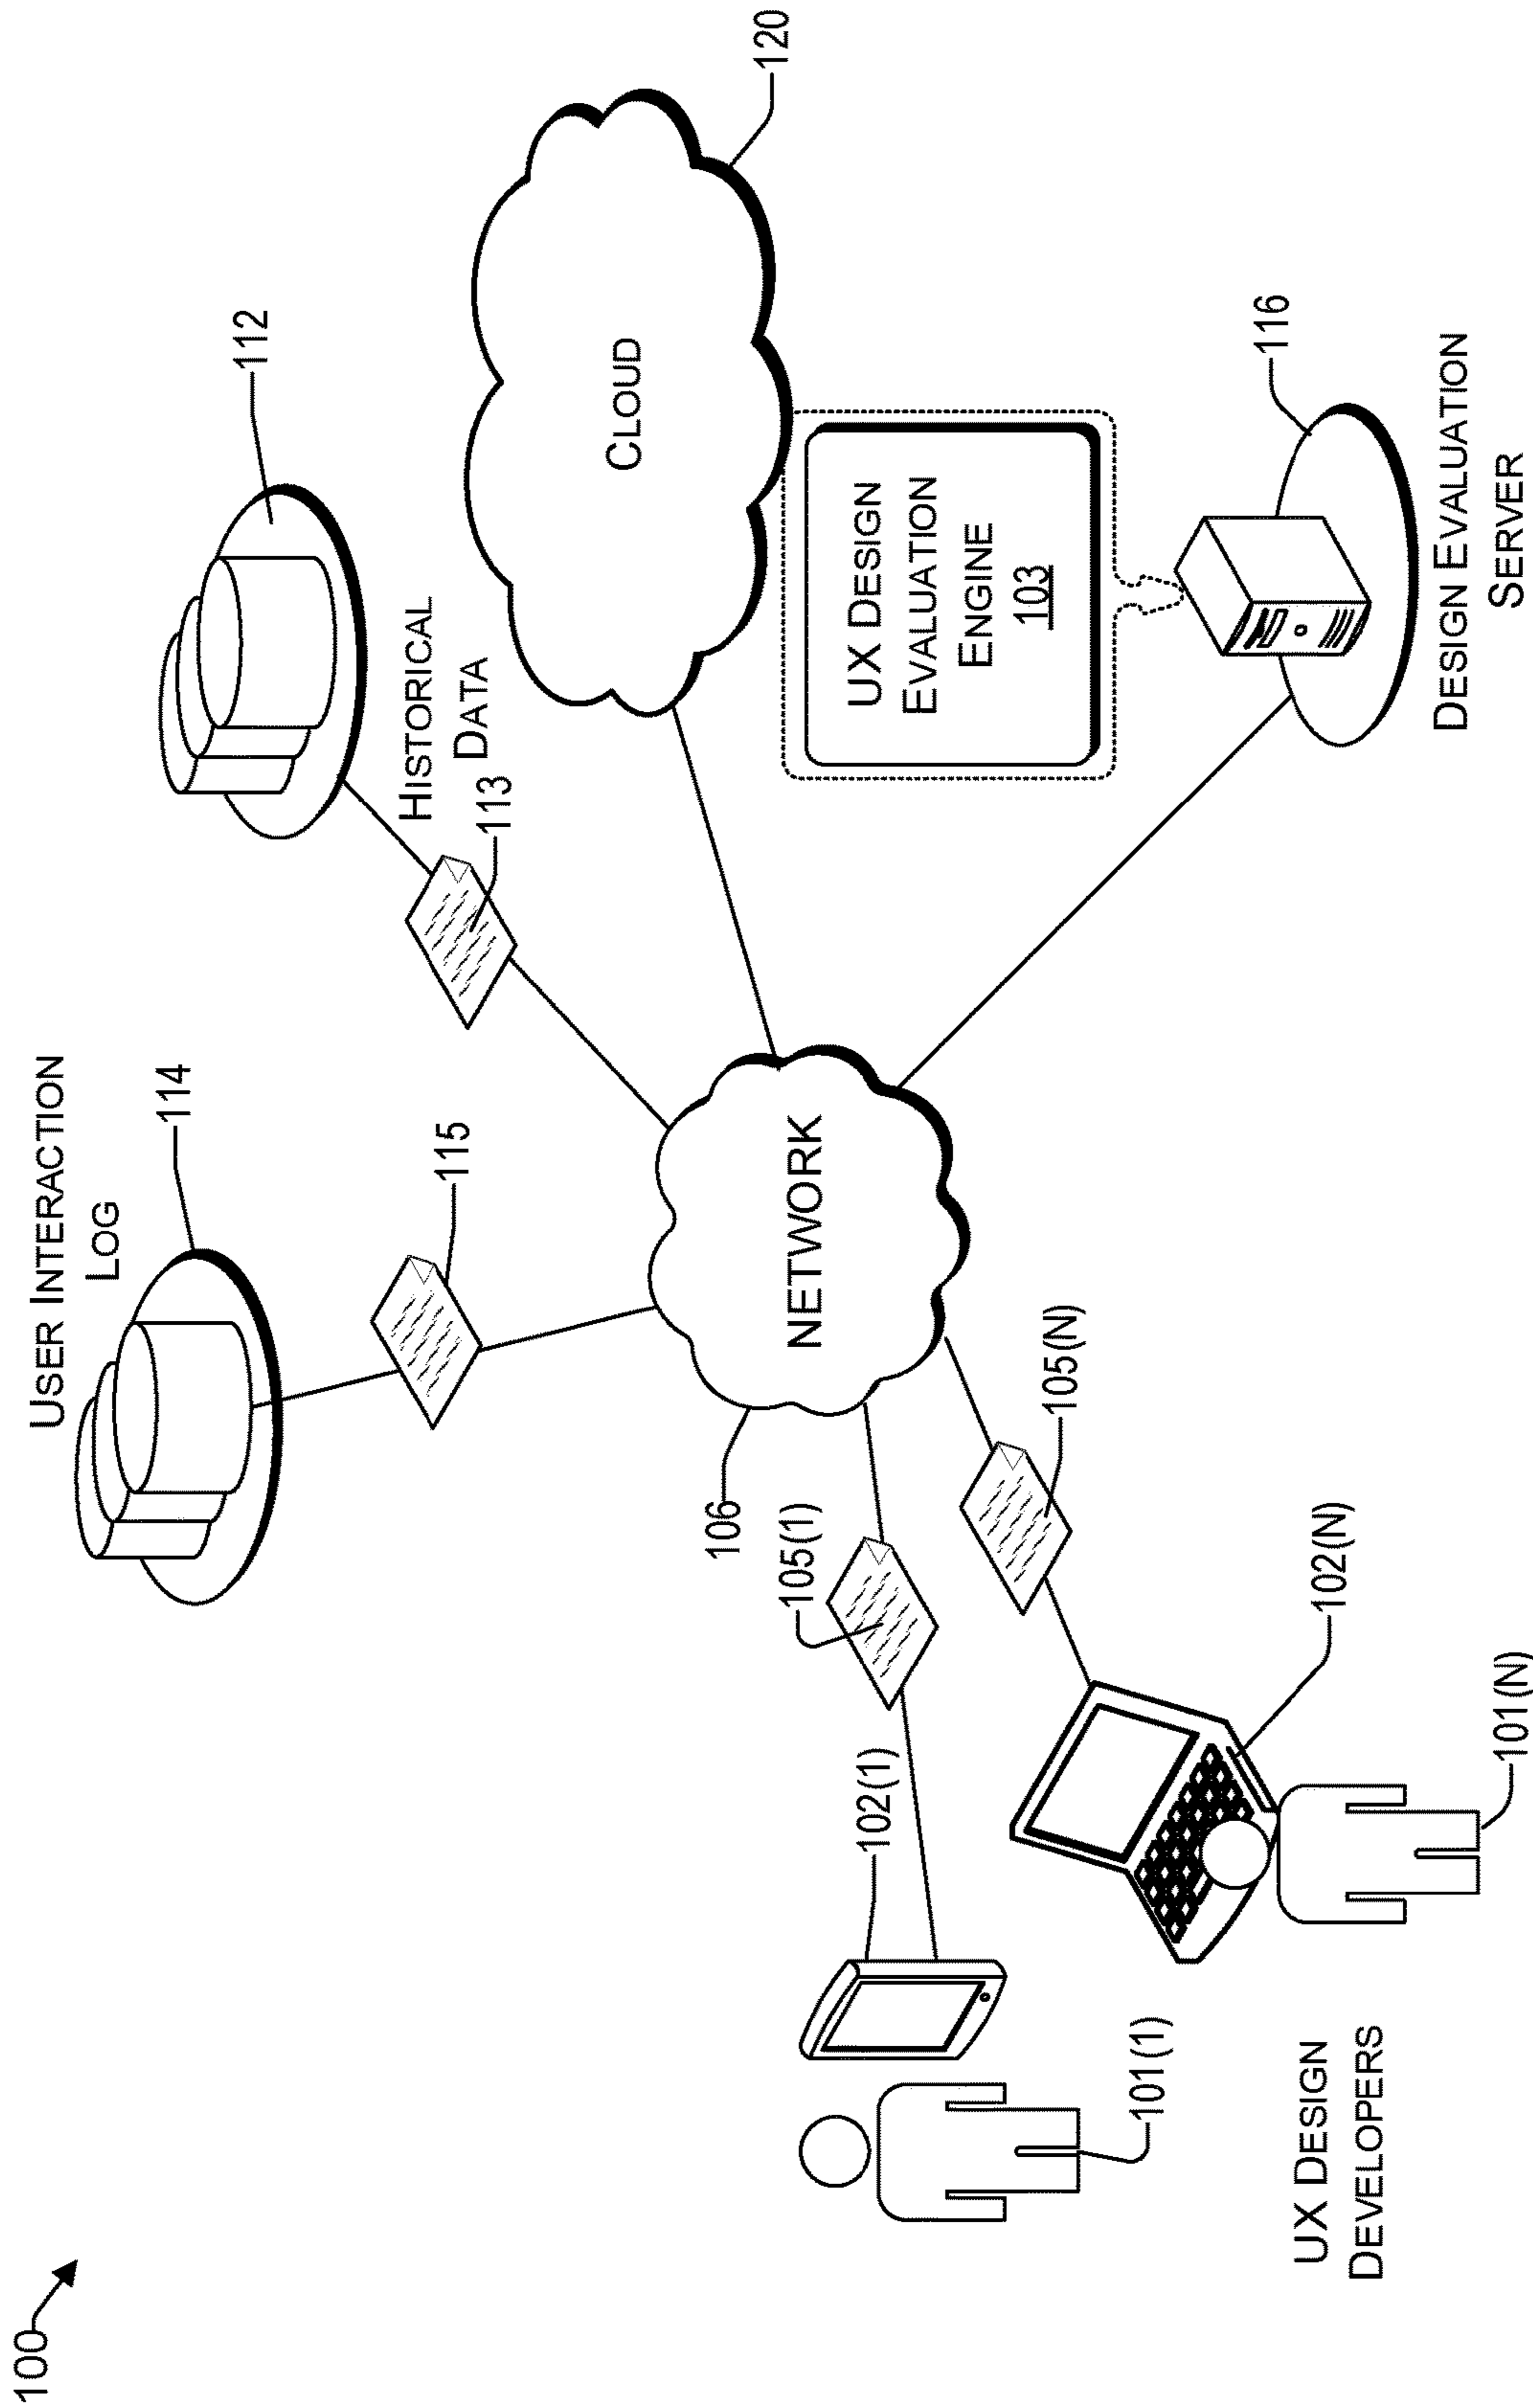 100
USER INTERACTION
LOG
114
115
112
HISTORICAL
DATA
113
CLOUD
120
106
NETWORK
UX DESIGN
EVALUATION
ENGINE
103
116
DESIGN EVALUATION
SERVER
105(1)
105(N)
102(1)
102(N)
101(1)
101(N)
UX DESIGN
DEVELOPERS